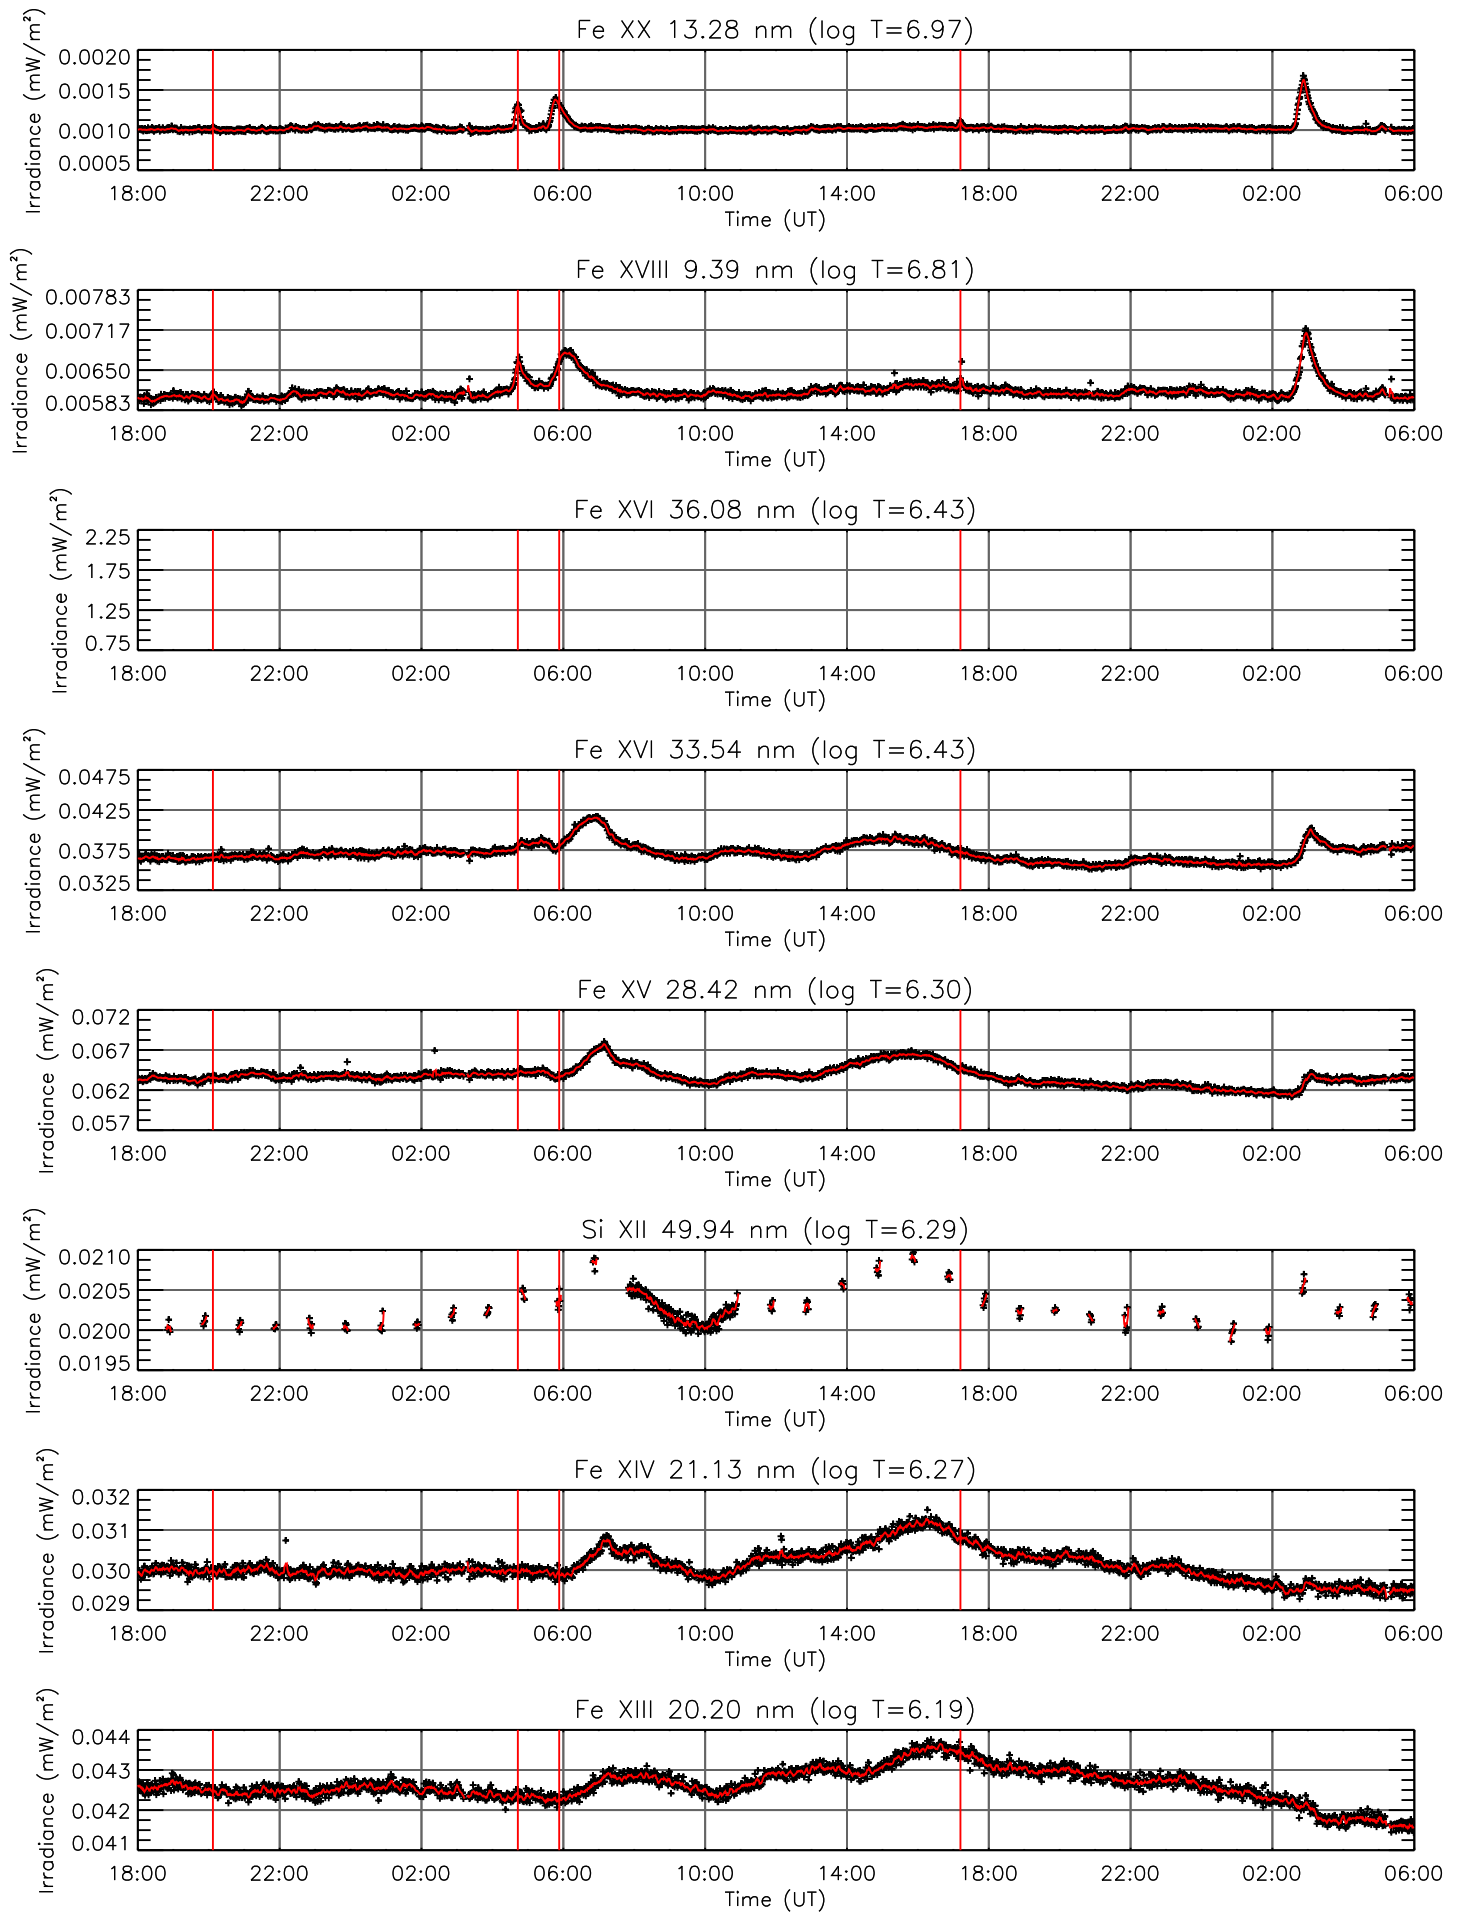 Fe XX 13.28 nm (log T=6.97)
Irradiance (mW/m²)
0.0020
0.0015
0.0010
0.0005
18:00 22:00 02:00 06:00 10:00 14:00 18:00 22:00 02:00 06:00
Time (UT)
Fe XVIII 9.39 nm (log T=6.81)
Irradiance (mW/m²)
0.00783
0.00717
0.00650
0.00583
18:00 22:00 02:00 06:00 10:00 14:00 18:00 22:00 02:00 06:00
Time (UT)
Fe XVI 36.08 nm (log T=6.43)
Irradiance (mW/m²)
2.25
1.75
1.25
0.75
18:00 22:00 02:00 06:00 10:00 14:00 18:00 22:00 02:00 06:00
Time (UT)
Fe XVI 33.54 nm (log T=6.43)
Irradiance (mW/m²)
0.0475
0.0425
0.0375
0.0325
18:00 22:00 02:00 06:00 10:00 14:00 18:00 22:00 02:00 06:00
Time (UT)
Fe XV 28.42 nm (log T=6.30)
Irradiance (mW/m²)
0.072
0.067
0.062
0.057
18:00 22:00 02:00 06:00 10:00 14:00 18:00 22:00 02:00 06:00
Time (UT)
Si XII 49.94 nm (log T=6.29)
Irradiance (mW/m²)
0.0210
0.0205
0.0200
0.0195
18:00 22:00 02:00 06:00 10:00 14:00 18:00 22:00 02:00 06:00
Time (UT)
Fe XIV 21.13 nm (log T=6.27)
Irradiance (mW/m²)
0.032
0.031
0.030
0.029
18:00 22:00 02:00 06:00 10:00 14:00 18:00 22:00 02:00 06:00
Time (UT)
Fe XIII 20.20 nm (log T=6.19)
Irradiance (mW/m²)
0.044
0.043
0.042
0.041
18:00 22:00 02:00 06:00 10:00 14:00 18:00 22:00 02:00 06:00
Time (UT)